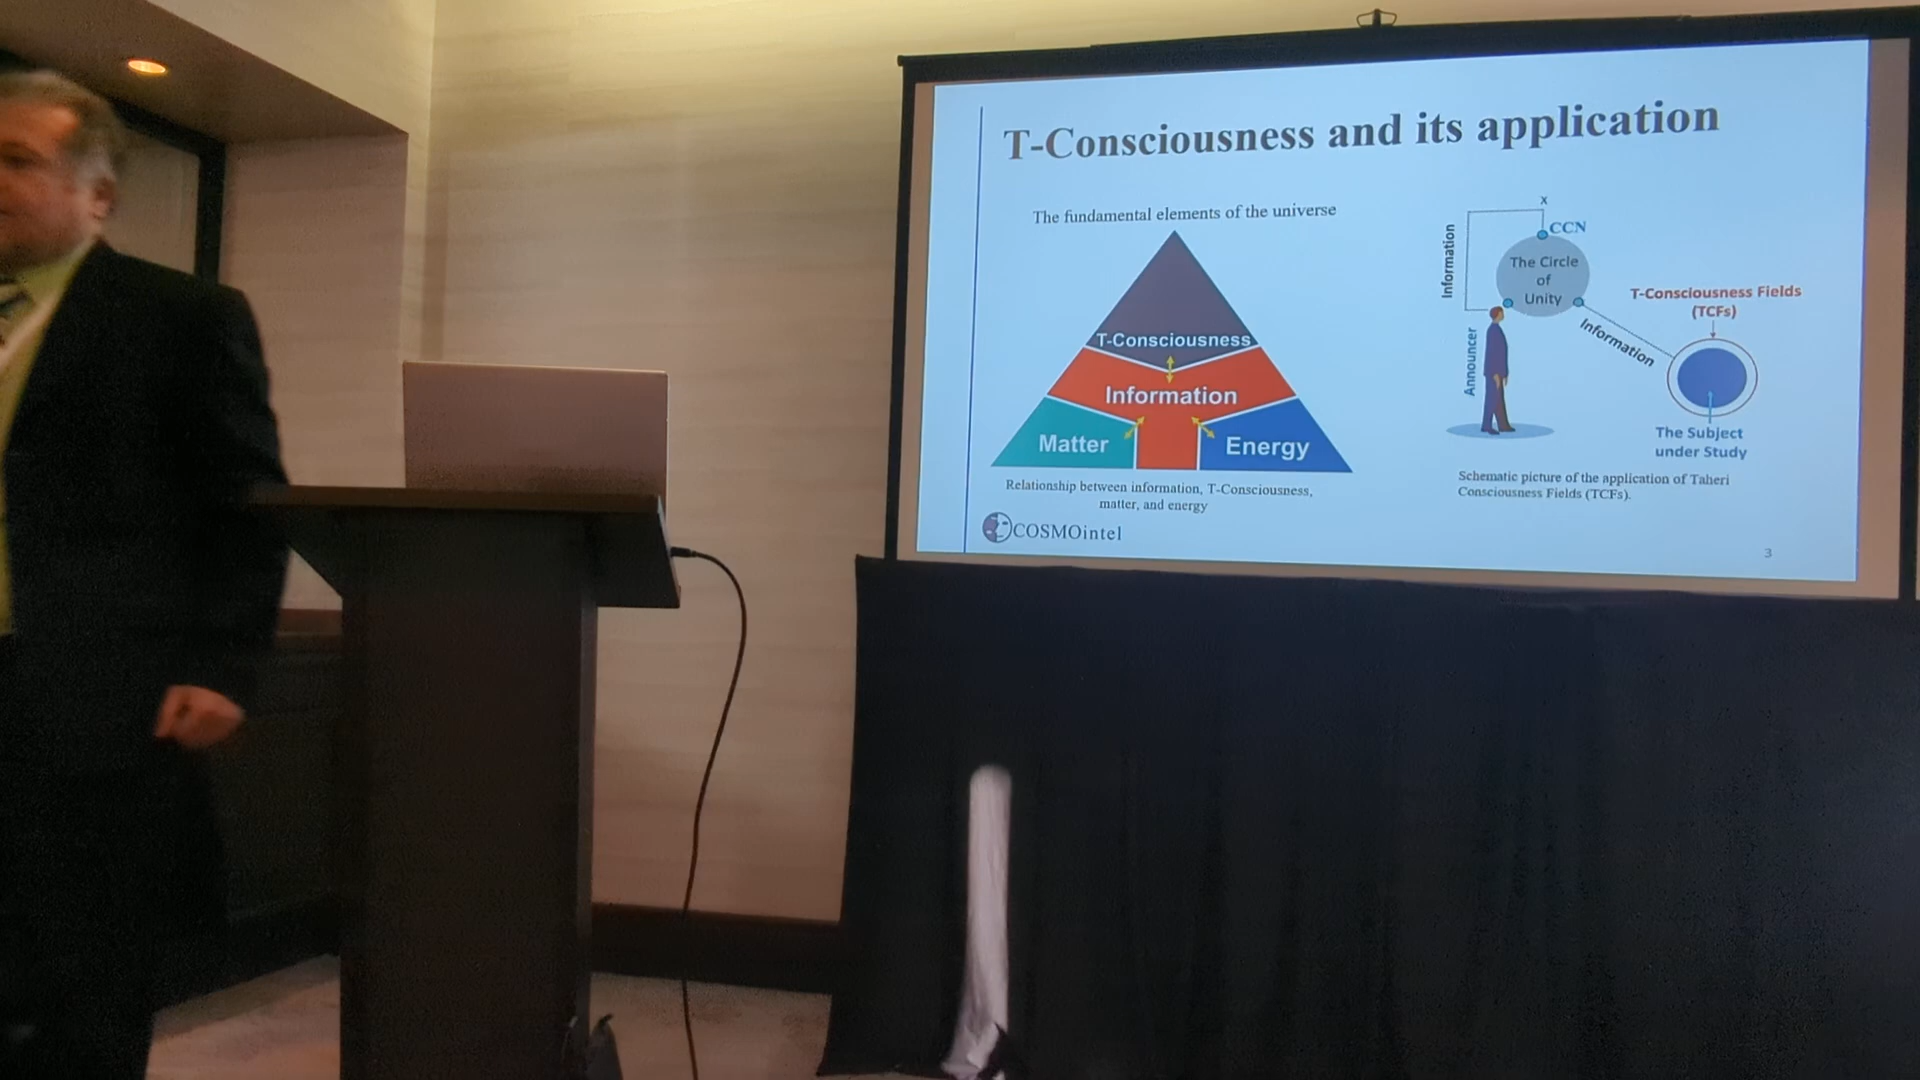 T-Consciousness and its application
The fundamental elements of the universe
T-Consciousness
Information
Matter
Energy
Relationship between information, T-Consciousness,
matter, and energy
COSMOintel
x
CCN
Information
The Circle
of
Unity
Announcer
Information
T-Consciousness Fields
(TCFs)
The Subject
under Study
Schematic picture of the application of Taheri
Consciousness Fields (TCFs).
3